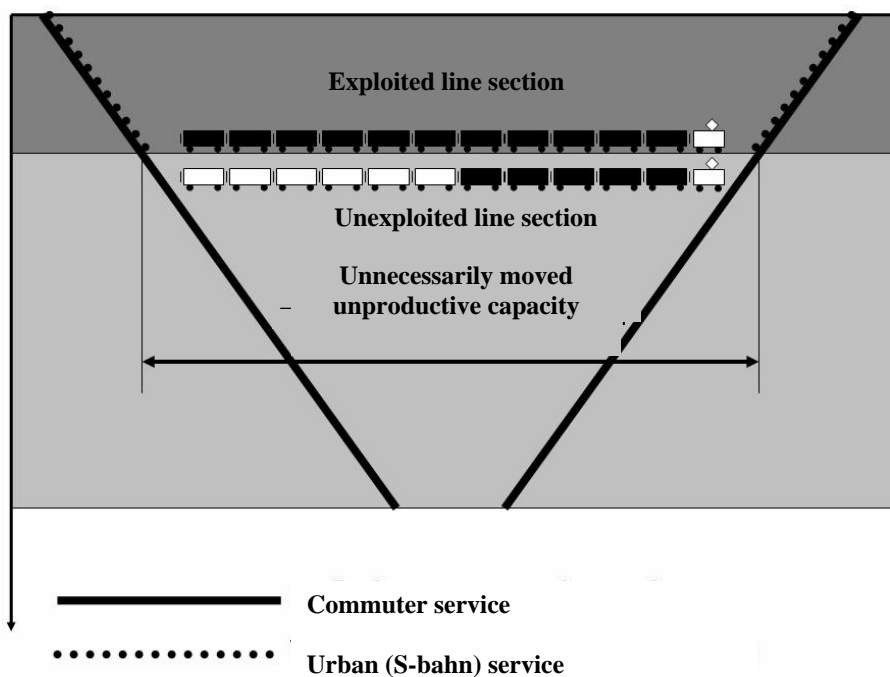 Exploited line section
Unexploited line section
Unnecessarily moved
unproductive capacity
Commuter service
Urban (S-bahn) service